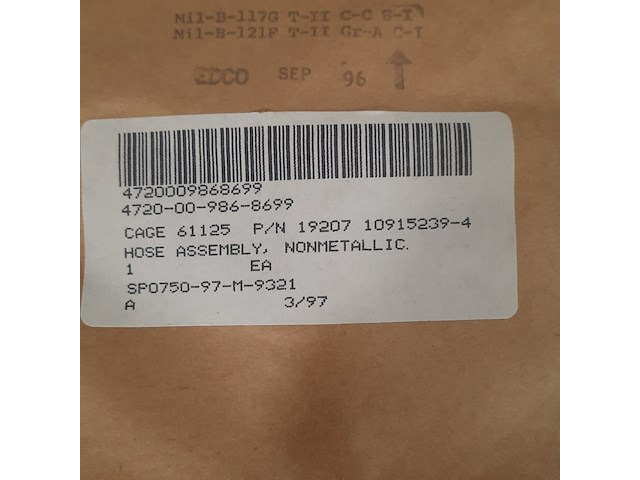 Mil-B-117G T-II C-C S-I
Mil-B-121F T-II Gr-A C-I
EDCO SEP 96
4720009868699
4720-00-986-8699
CAGE 61125 P/N 19207 10915239-4
HOSE ASSEMBLY, NONMETALLIC.
1 EA
SPO750-97-M-9321
A 3/97